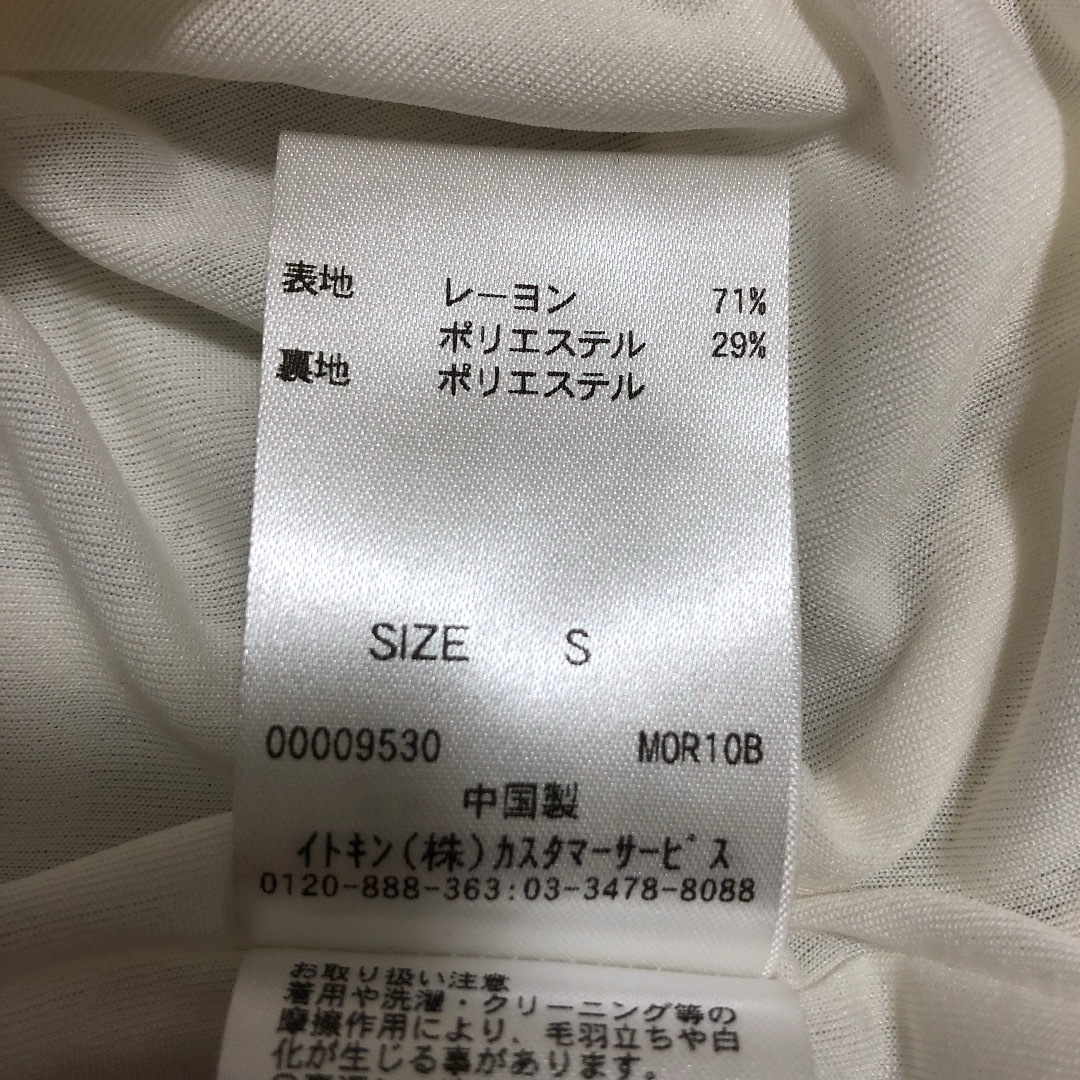 表地 レーヨン 71%
ポリエステル 29%
裏地 ポリエステル
SIZE S
00009530 MOR10B
中国製
イトキン(株)カスタマーサービス
0120-888-363:03-3478-8088
お取り扱い注意
着用や洗濯・クリーニング等の
摩擦作用により、毛羽立ちや白
化が生じる事があります。